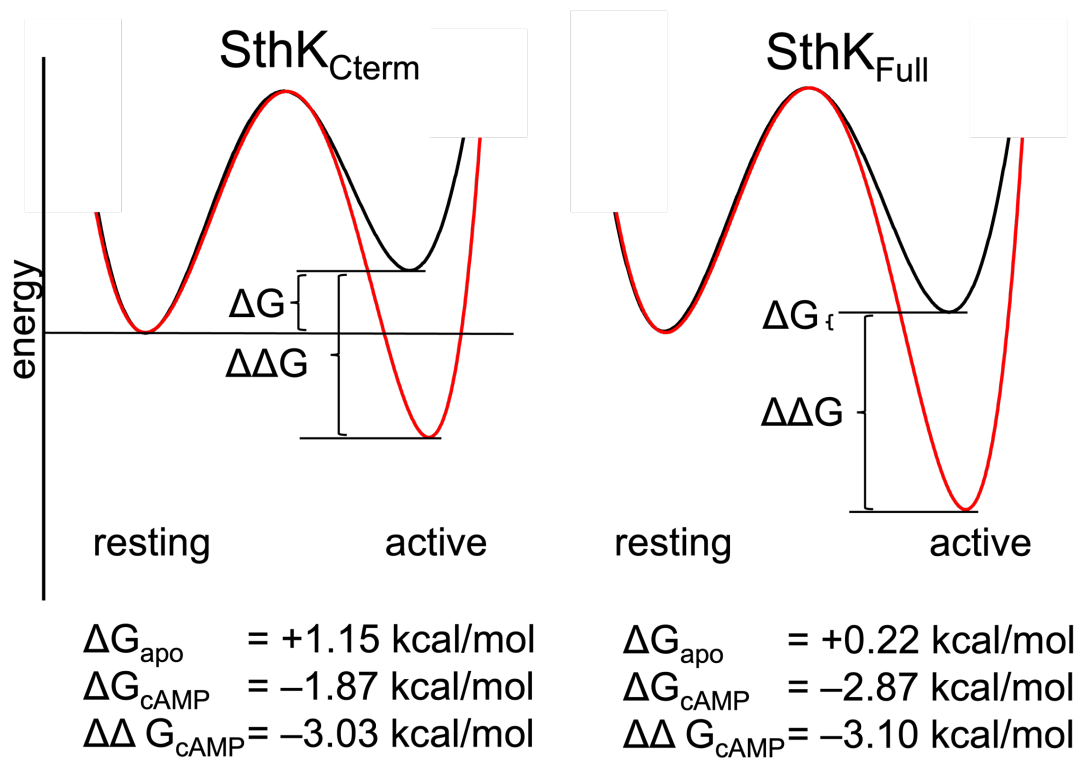 SthKCterm
SthKFull
energy
ΔG
ΔΔG
ΔG
ΔΔG
resting
active
resting
active
ΔGapo = +1.15 kcal/mol
ΔGcAMP = –1.87 kcal/mol
ΔΔ GcAMP= –3.03 kcal/mol
ΔGapo = +0.22 kcal/mol
ΔGcAMP = –2.87 kcal/mol
ΔΔ GcAMP= –3.10 kcal/mol